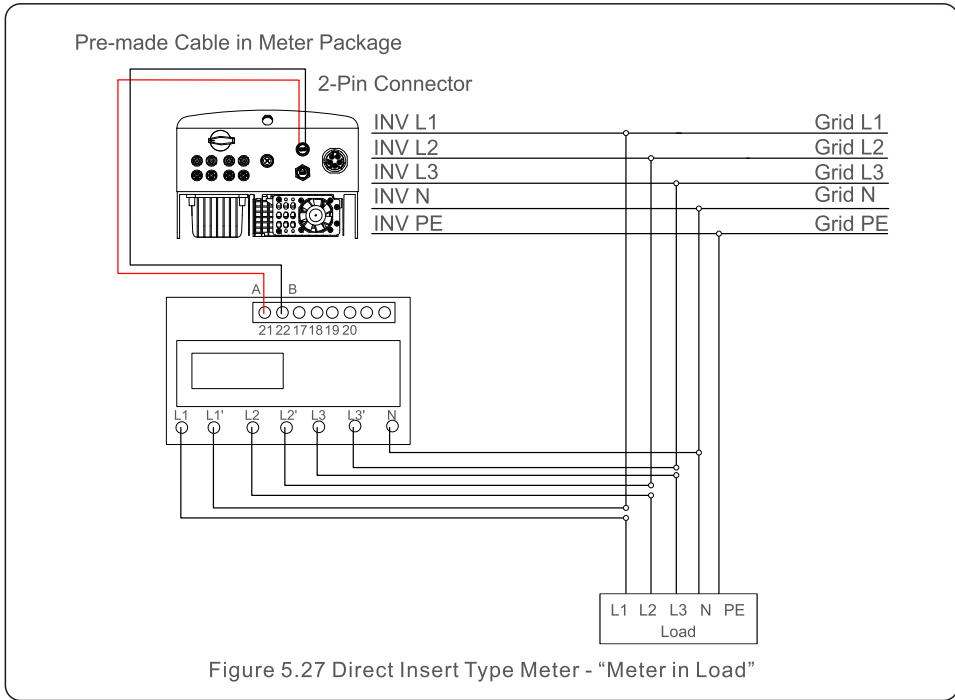 Pre-made Cable in Meter Package
2-Pin Connector
INV L1 Grid L1
INV L2 Grid L2
INV L3 Grid L3
INV N Grid N
INV PE Grid PE
A B
21 22 17 18 19 20
L1 L1' L2 L2' L3 L3' N
L1 L2 L3 N PE
Load
Figure 5.27 Direct Insert Type Meter - “Meter in Load”